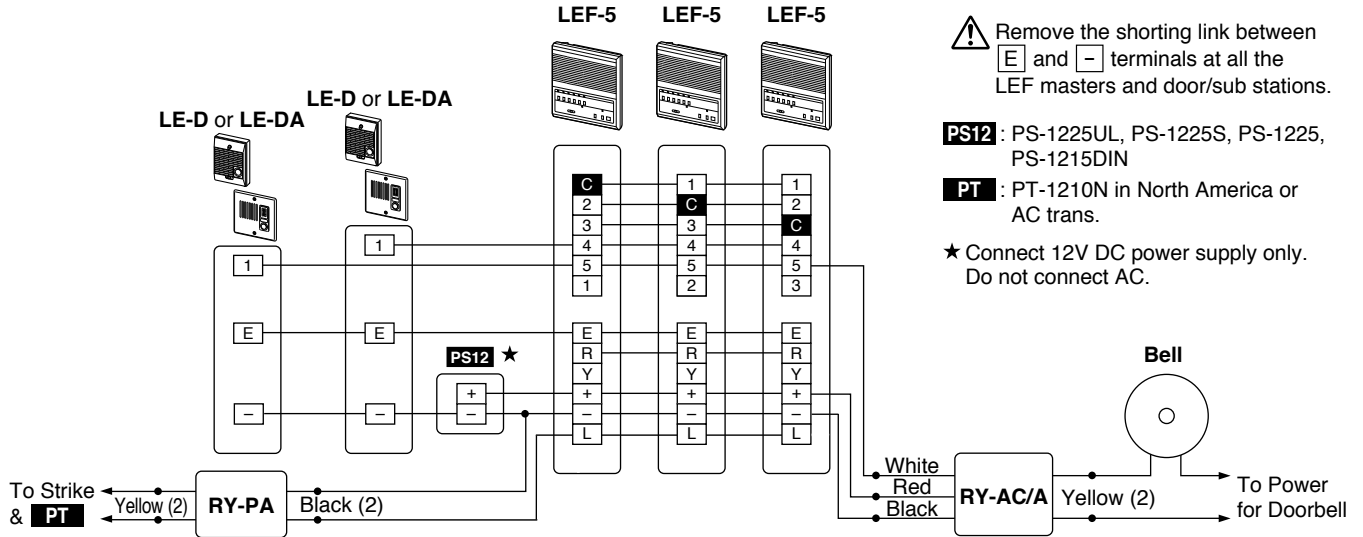 LEF-5 LEF-5 LEF-5
LE-D or LE-DA
LE-D or LE-DA
Remove the shorting link between
E and – terminals at all the
LEF masters and door/sub stations.
PS12 : PS-1225UL, PS-1225S, PS-1225,
PS-1215DIN
PT : PT-1210N in North America or
AC trans.
★ Connect 12V DC power supply only.
Do not connect AC.
C 1 1
2 C 2
3 3 C
1 4 4 4
1 5 5 5
1 2 3
E E E E E
R R R
PS12 ★
Y Y Y
+ + + +
– – – – – –
L L L
Bell
White
Red
Black
RY-AC/A
Yellow (2)
To Power
for Doorbell
To Strike
& PT
Yellow (2)
RY-PA
Black (2)